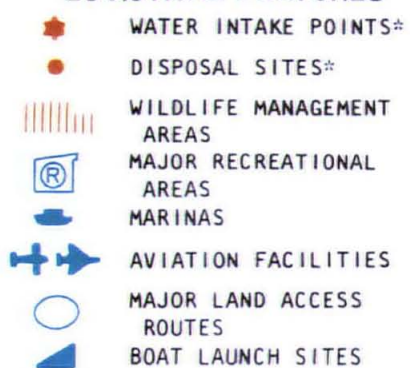 WATER INTAKE POINTS*
DISPOSAL SITES*
WILDLIFE MANAGEMENT
AREAS
® MAJOR RECREATIONAL
AREAS
MARINAS
AVIATION FACILITIES
MAJOR LAND ACCESS
ROUTES
BOAT LAUNCH SITES